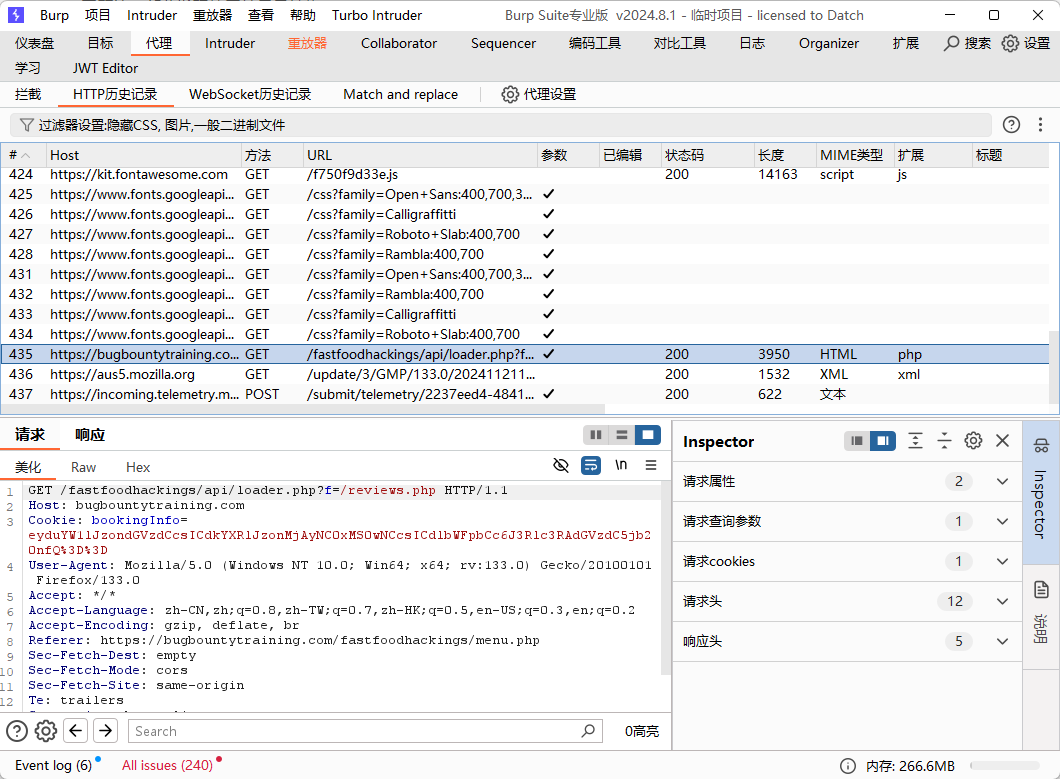 Burp 项目 Intruder 重放器 查看 帮助 Turbo Intruder Burp Suite专业版 v2024.8.1 - 临时项目 - licensed to Datch
仪表盘 目标 代理 Intruder 重放器 Collaborator Sequencer 编码工具 对比工具 日志 Organizer 扩展 搜索 设置
学习 JWT Editor
拦截 HTTP历史记录 WebSocket历史记录 Match and replace 代理设置
过滤器设置:隐藏CSS, 图片,一般二进制文件
# Host 方法 URL 参数 已编辑 状态码 长度 MIME类型 扩展 标题
424 https://kit.fontawesome.com GET /f750f9d33e.js 200 14163 script js
425 https://www.fonts.googleapi... GET /css?family=Open+Sans:400,700,3... ✓
426 https://www.fonts.googleapi... GET /css?family=Calligraffitti ✓
427 https://www.fonts.googleapi... GET /css?family=Roboto+Slab:400,700 ✓
428 https://www.fonts.googleapi... GET /css?family=Rambla:400,700 ✓
431 https://www.fonts.googleapi... GET /css?family=Open+Sans:400,700,3... ✓
432 https://www.fonts.googleapi... GET /css?family=Rambla:400,700 ✓
433 https://www.fonts.googleapi... GET /css?family=Calligraffitti ✓
434 https://www.fonts.googleapi... GET /css?family=Roboto+Slab:400,700 ✓
435 https://bugbountytraining.co... GET /fastfoodhackings/api/loader.php?f... ✓ 200 3950 HTML php
436 https://aus5.mozilla.org GET /update/3/GMP/133.0/202411211... 200 1532 XML xml
437 https://incoming.telemetry.m... POST /submit/telemetry/2237eed4-4841... ✓ 200 622 文本
请求 响应
美化 Raw Hex \n
1 GET /fastfoodhackings/api/loader.php?f=/reviews.php HTTP/1.1
2 Host: bugbountytraining.com
3 Cookie: bookingInfo=
eyduYW1lJzondGVzdCcsICdkYXRlJzonMjAyNC0xMS0wNCcsICdlbWFpbCc6J3Rlc3RAdGVzdC5jb2
0nfQ%3D%3D
4 User-Agent: Mozilla/5.0 (Windows NT 10.0; Win64; x64; rv:133.0) Gecko/20100101
Firefox/133.0
5 Accept: */*
6 Accept-Language: zh-CN,zh;q=0.8,zh-TW;q=0.7,zh-HK;q=0.5,en-US;q=0.3,en;q=0.2
7 Accept-Encoding: gzip, deflate, br
8 Referer: https://bugbountytraining.com/fastfoodhackings/menu.php
9 Sec-Fetch-Dest: empty
10 Sec-Fetch-Mode: cors
11 Sec-Fetch-Site: same-origin
12 Te: trailers
Search 0高亮
Inspector
请求属性 2
请求查询参数 1
请求cookies 1
请求头 12
响应头 5
Inspector
说明
Event log (6) All issues (240) 内存: 266.6MB